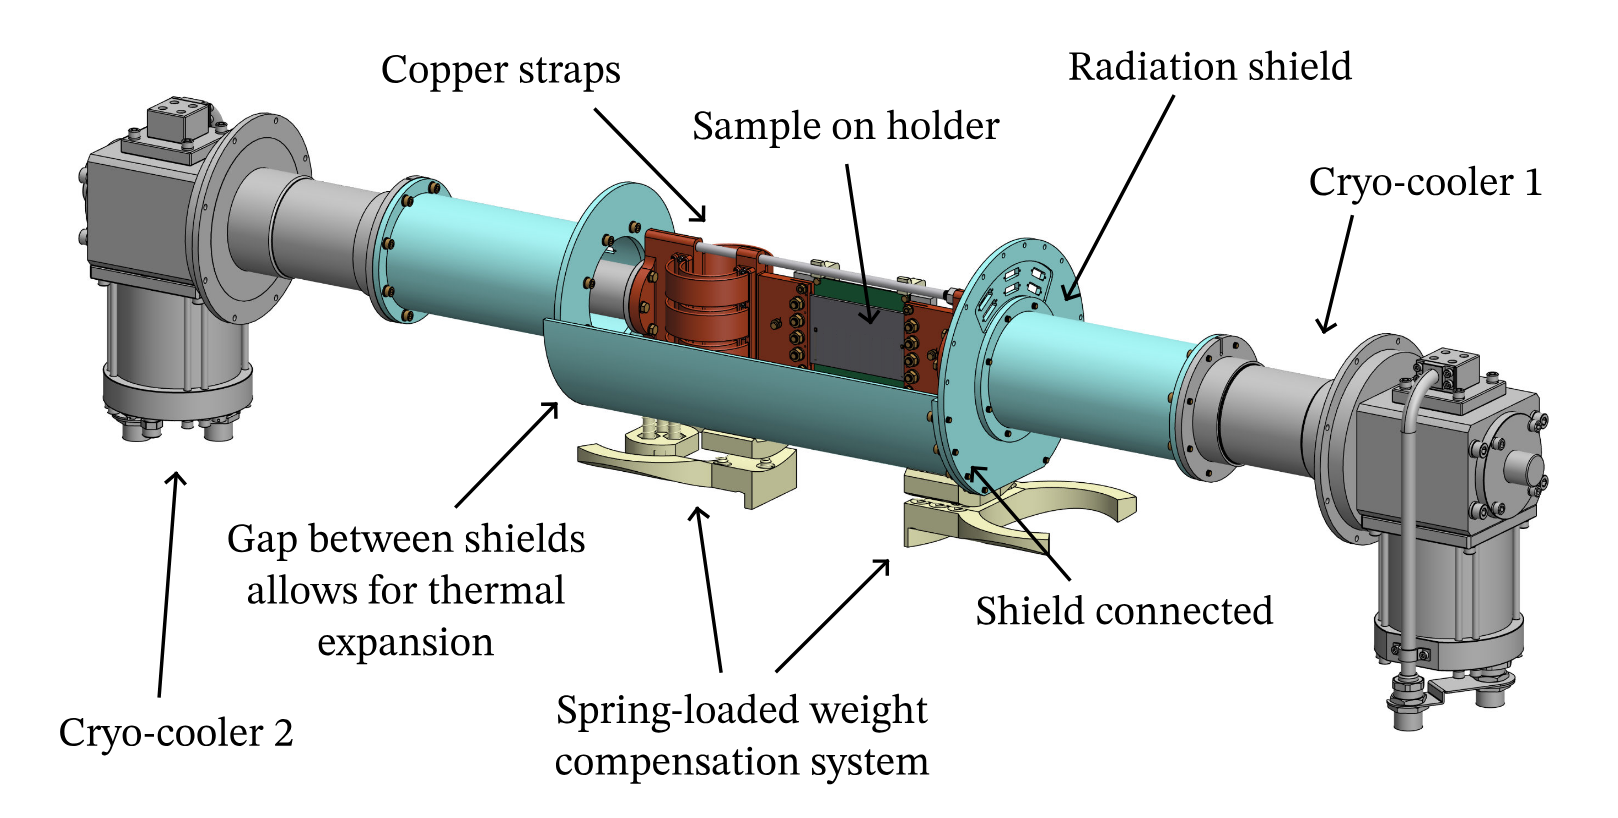 Copper straps
Radiation shield
Sample on holder
Cryo-cooler 1
Gap between shields
allows for thermal
expansion
Shield connected
Spring-loaded weight
compensation system
Cryo-cooler 2